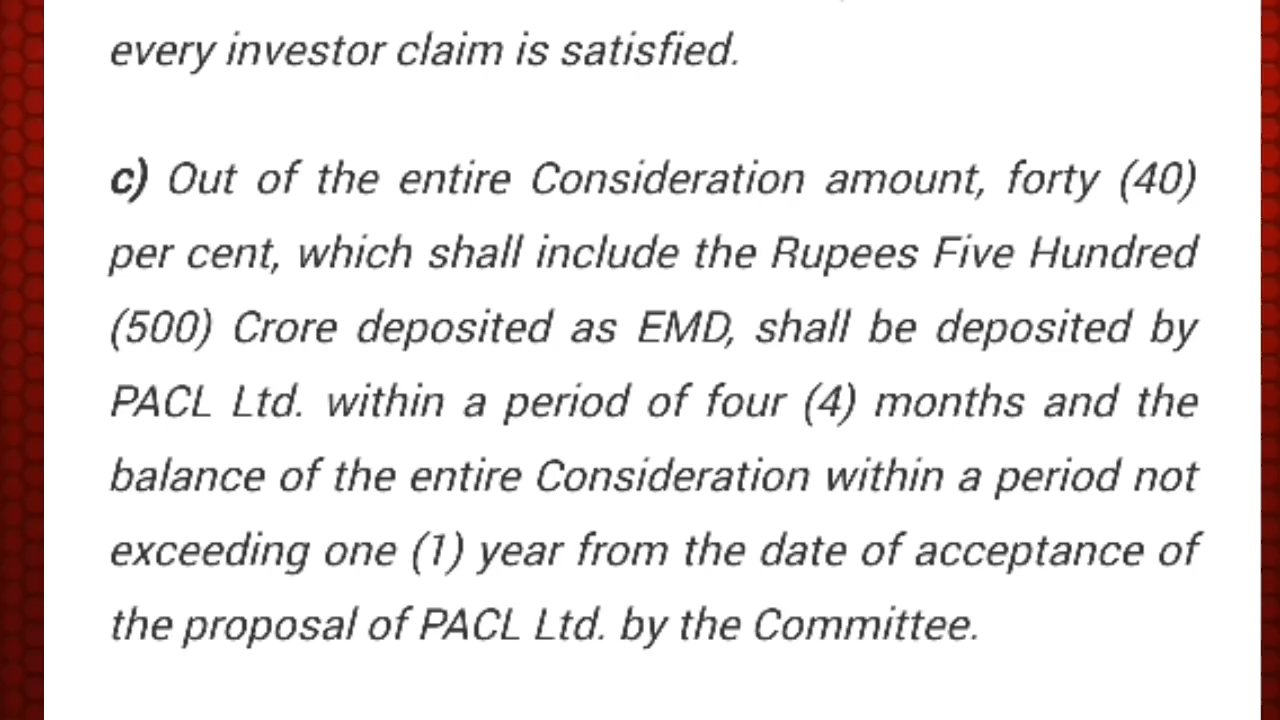 every investor claim is satisfied.
c) Out of the entire Consideration amount, forty (40)
per cent, which shall include the Rupees Five Hundred
(500) Crore deposited as EMD, shall be deposited by
PACL Ltd. within a period of four (4) months and the
balance of the entire Consideration within a period not
exceeding one (1) year from the date of acceptance of
the proposal of PACL Ltd. by the Committee.